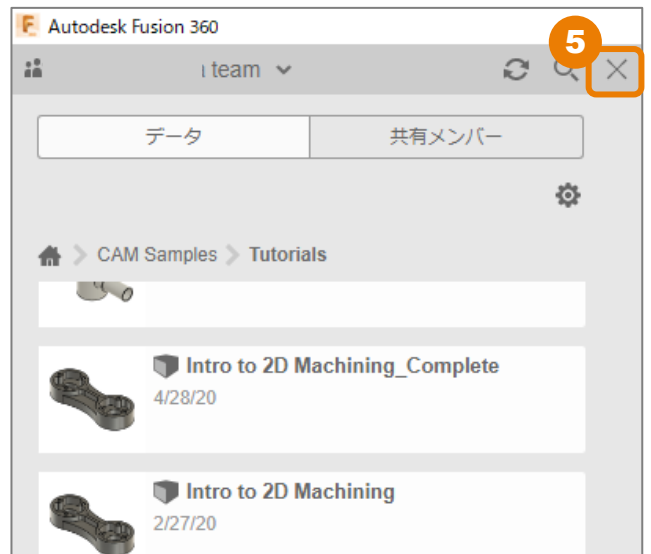 Autodesk Fusion 360
5
team
データ
共有メンバー
CAM Samples Tutorials
Intro to 2D Machining_Complete
4/28/20
Intro to 2D Machining
2/27/20